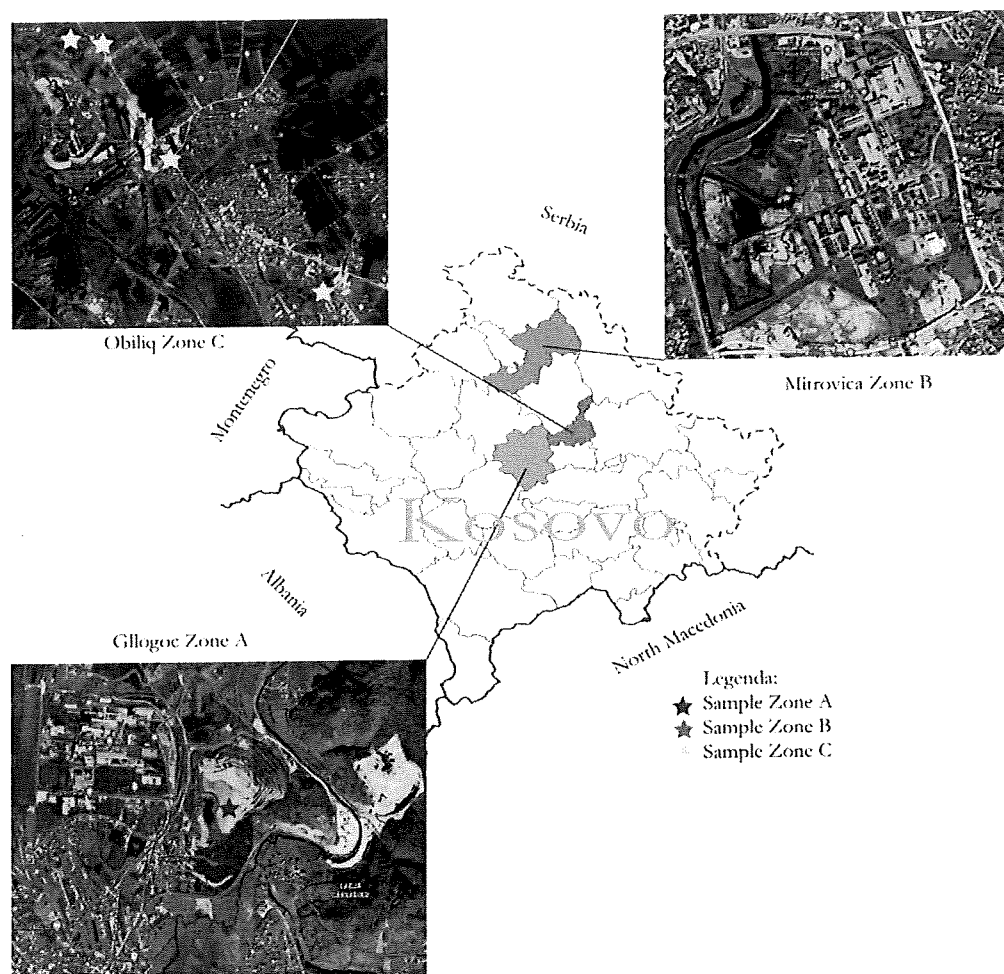 Serbia
Obiliq Zone C
Mitrovica Zone B
Montenegro
Kosovo
Albania
Gllogoc Zone A
North Macedonia
Legenda:
Sample Zone A
Sample Zone B
Sample Zone C